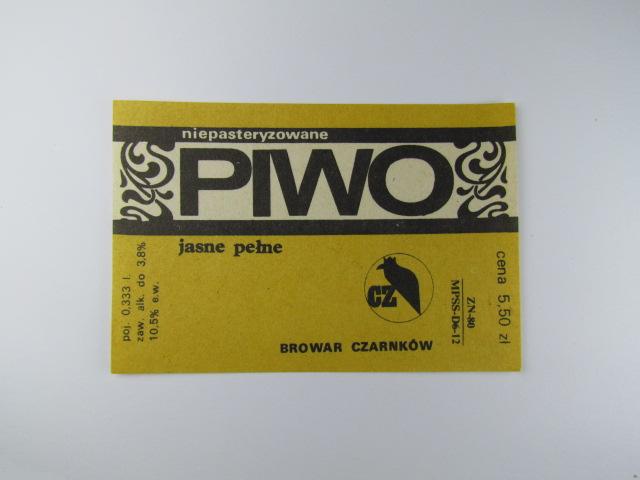 niepasteryzowane
PIWO
jasne pełne
poj. 0,333 l.
zaw. alk. do 3,8%
10,5% e.w.
CZ
ZN-80
MPSS-D6-12
cena 5,50 zł
BROWAR CZARNKÓW